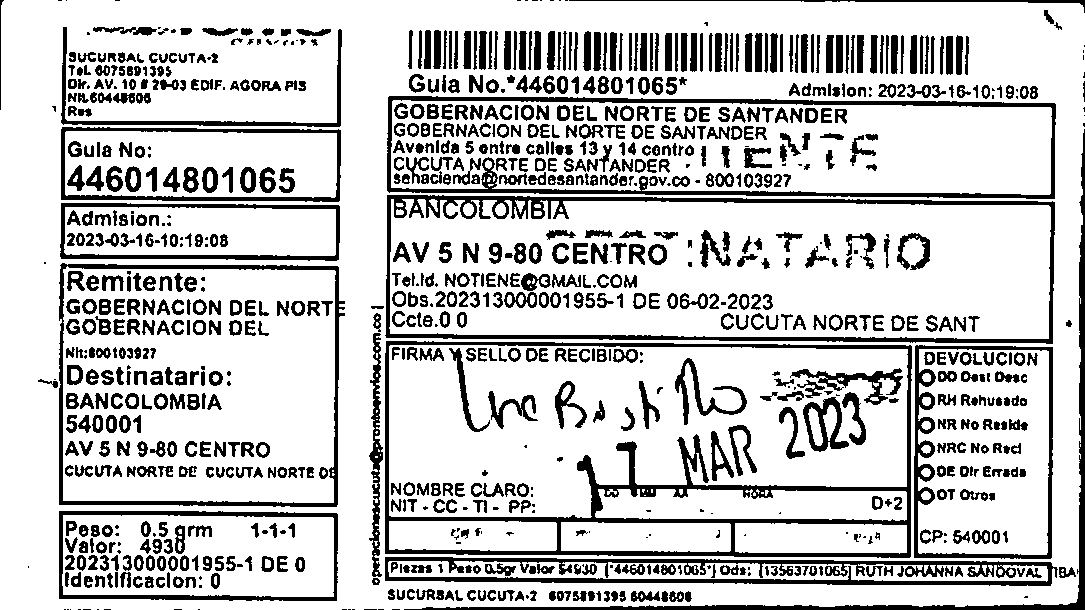 SUCURSAL CUCUTA-2
Tel. 6075891395
Dir. AV. 10 # 29-03 EDIF. AGORA PIS
Nit.60448606
Res
Guia No:
446014801065
Admision.:
2023-03-16-10:19:08
Remitente:
GOBERNACION DEL NORTE
GOBERNACION DEL
Nit:800103927
Destinatario:
BANCOLOMBIA
540001
AV 5 N 9-80 CENTRO
CUCUTA NORTE DE CUCUTA NORTE DE
Peso: 0.5 grm 1-1-1
Valor: 4930
202313000001955-1 DE 0
Identificacion: 0
Guia No.*446014801065*
Admision: 2023-03-16-10:19:08
GOBERNACION DEL NORTE DE SANTANDER
GOBERNACION DEL NORTE DE SANTANDER
Avenida 5 entre calles 13 y 14 centro
CUCUTA NORTE DE SANTANDER
sehacienda@nortedesantander.gov.co - 800103927
BANCOLOMBIA
AV 5 N 9-80 CENTRO
NATARIO
Tel.Id. NOTIENE@GMAIL.COM
Obs.202313000001955-1 DE 06-02-2023
Ccte.0 0
CUCUTA NORTE DE SANT
operacionescucuta@prontoenvios.com.co
FIRMA Y SELLO DE RECIBIDO:
17 MAR 2023
NOMBRE CLARO:
NIT - CC - TI - PP:
HORA
D+2
DEVOLUCION
DD Dest Desc
RH Rehusado
NR No Reside
NRC No Recl
DE Dir Errada
OT Otros
CP: 540001
Piezas 1 Peso 0.5gr Valor $4930 [*446014801065*] Ods: [13563701065] RUTH JOHANNA SANDOVAL TIBA
SUCURSAL CUCUTA-2 6075891395 60448606